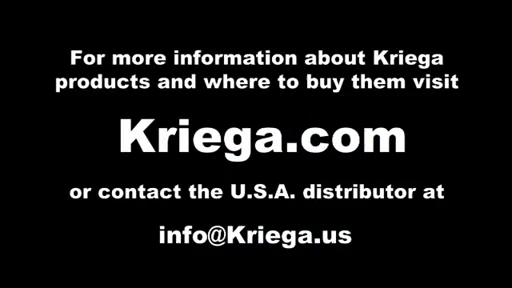 For more information about Kriega
products and where to buy them visit
Kriega.com
or contact the U.S.A. distributor at
info@Kriega.us